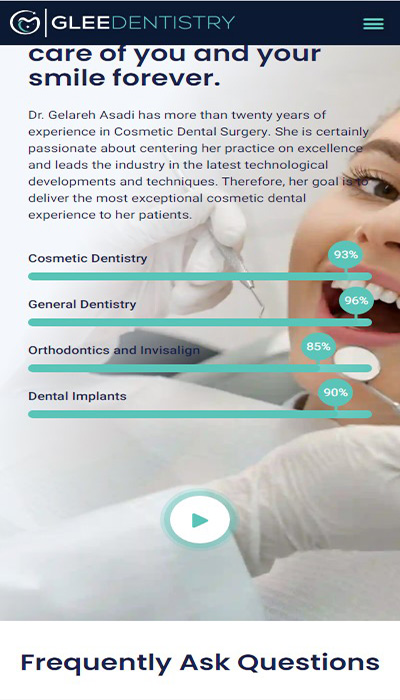 GLEEDENTISTRY
care of you and your
smile forever.
Dr. Gelareh Asadi has more than twenty years of
experience in Cosmetic Dental Surgery. She is certainly
passionate about centering her practice on excellence
and leads the industry in the latest technological
developments and techniques. Therefore, her goal is to
deliver the most exceptional cosmetic dental
experience to her patients.
Cosmetic Dentistry 93%
General Dentistry 96%
Orthodontics and Invisalign 85%
Dental Implants 90%
Frequently Ask Questions